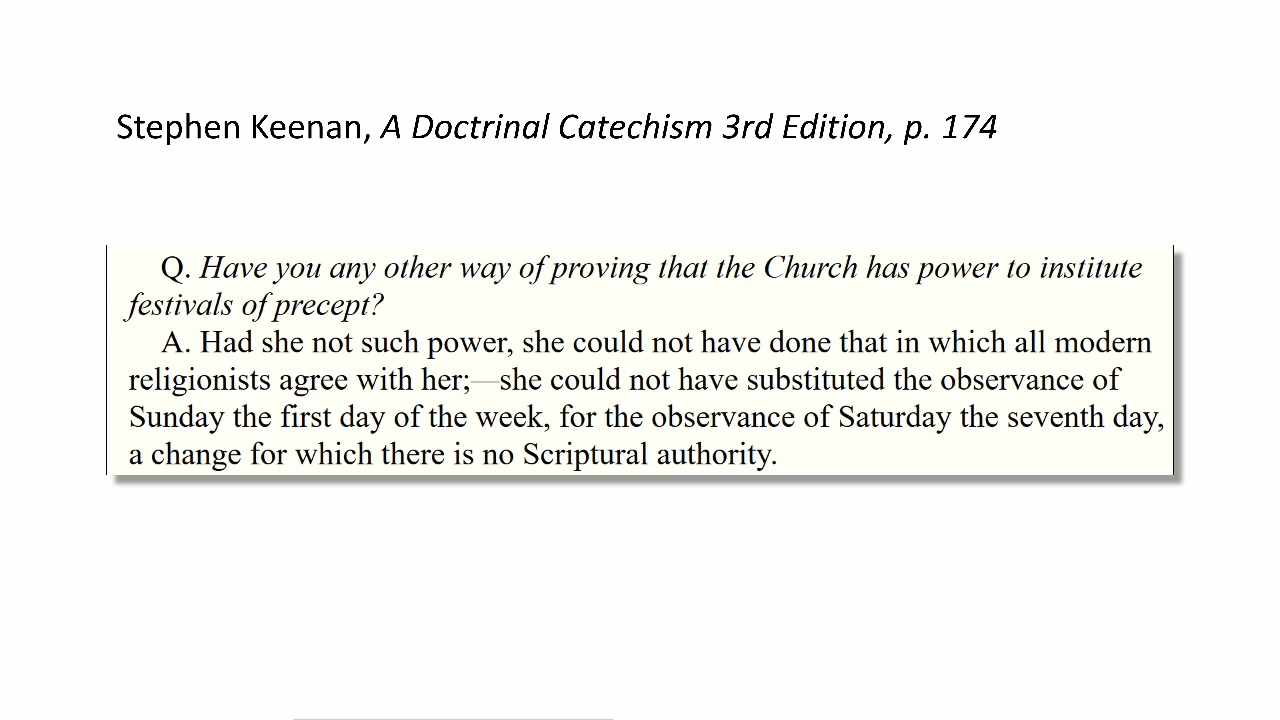 Stephen Keenan, A Doctrinal Catechism 3rd Edition, p. 174
Q. Have you any other way of proving that the Church has power to institute
festivals of precept?
A. Had she not such power, she could not have done that in which all modern
religionists agree with her;—she could not have substituted the observance of
Sunday the first day of the week, for the observance of Saturday the seventh day,
a change for which there is no Scriptural authority.